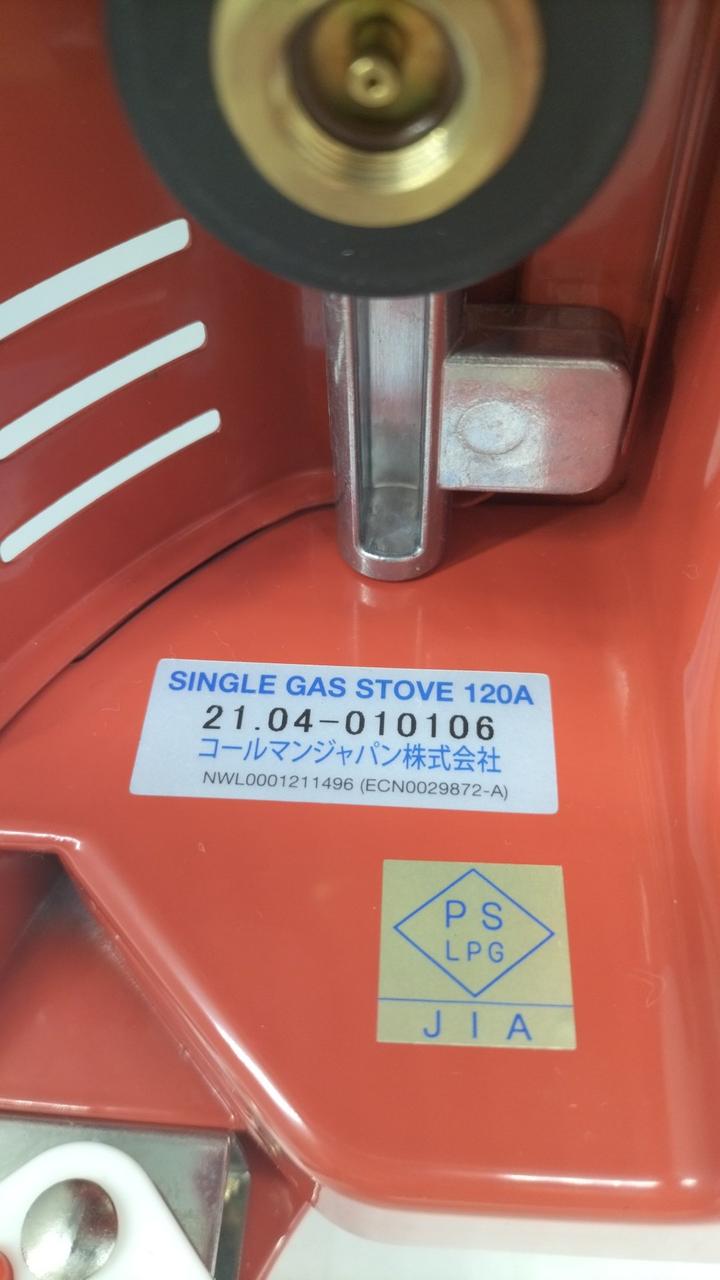 SINGLE GAS STOVE 120A
21.04-010106
コールマンジャパン株式会社
NWL0001211496 (ECN0029872-A)
PS
LPG
JIA